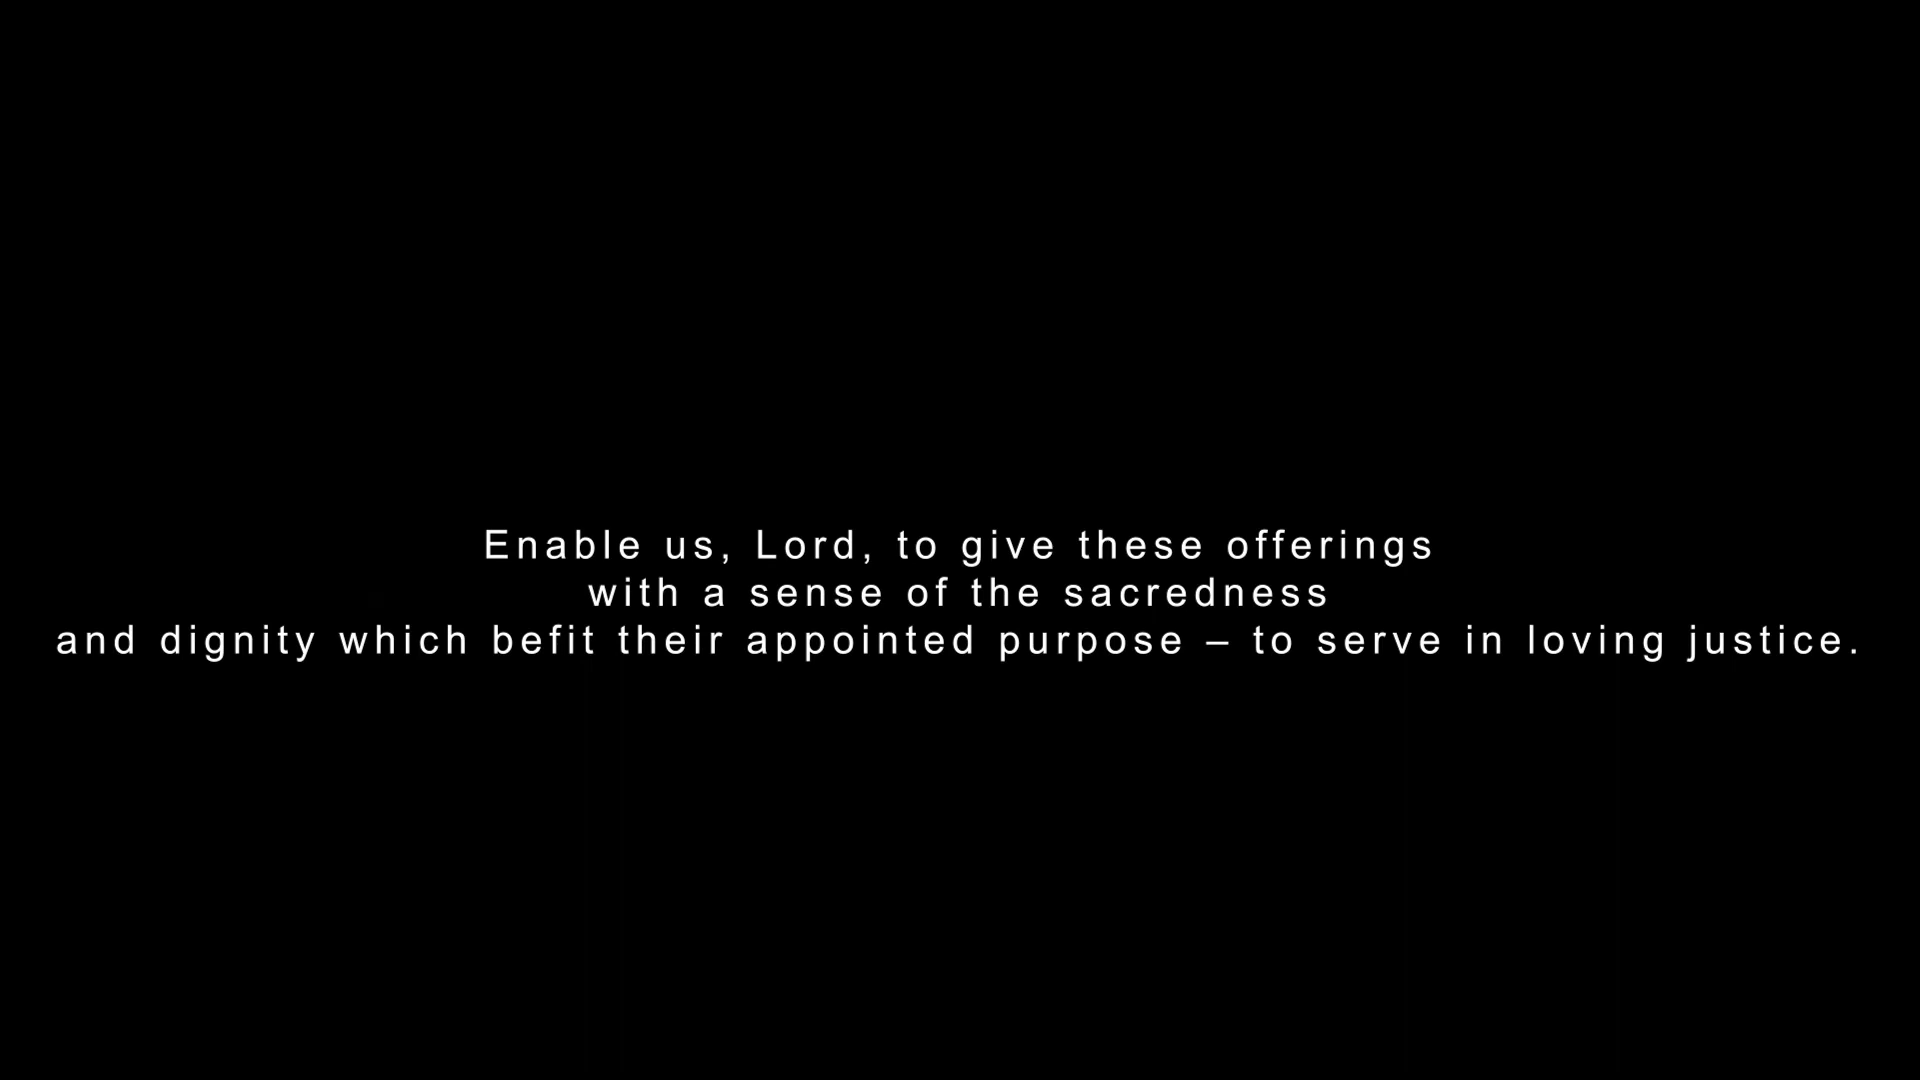 Enable us, Lord, to give these offerings
with a sense of the sacredness
and dignity which befit their appointed purpose – to serve in loving justice.